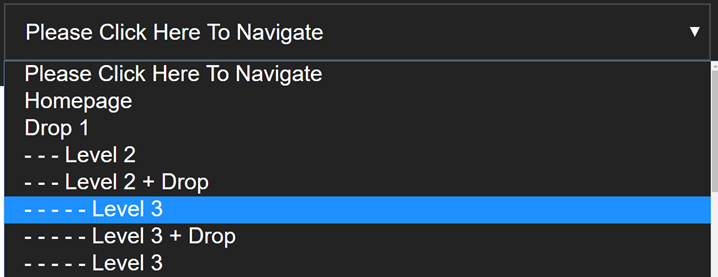 Please Click Here To Navigate
Please Click Here To Navigate
Homepage
Drop 1
- - - Level 2
- - - Level 2 + Drop
- - - - - Level 3
- - - - - Level 3 + Drop
- - - - - Level 3